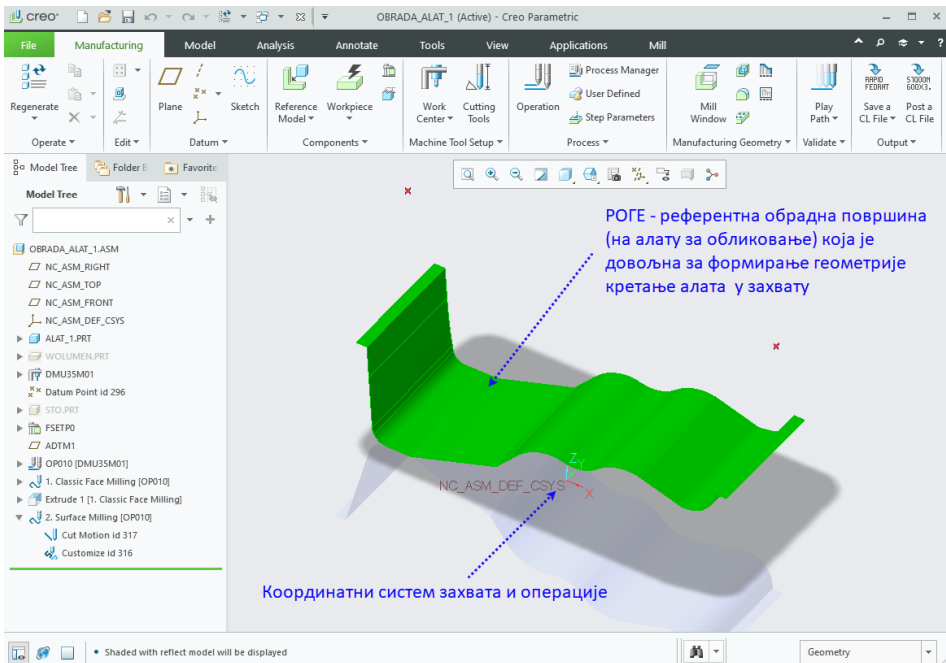 creo®
OBRADA_ALAT_1 (Active) - Creo Parametric
File Manufacturing Model Analysis Annotate Tools View Applications Mill
Regenerate
Plane
Sketch
Reference
Model
Workpiece
Work
Center
Cutting
Tools
Operation
Process Manager
User Defined
Step Parameters
Mill
Window
Play
Path
RAPID
FEDRAT
Save a
CL File
Post a
CL File
Operate Edit Datum Components Machine Tool Setup Process Manufacturing Geometry Validate Output
Model Tree Folder B Favorite
Model Tree
OBRADA_ALAT_1.ASM
NC_ASM_RIGHT
NC_ASM_TOP
NC_ASM_FRONT
NC_ASM_DEF_CSYS
ALAT_1.PRT
WOLUMEN.PRT
DMU35M01
Datum Point id 296
STO.PRT
FSETP0
ADTM1
OP010 [DMU35M01]
1. Classic Face Milling [OP010]
Extrude 1 [1. Classic Face Milling]
2. Surface Milling [OP010]
Cut Motion id 317
Customize id 316
РОГЕ - референтна обрадна површина
(на алату за обликовање) која је
довољна за формирање геометрије
кретање алата у захвату
Z
Y
X
NC_ASM_DEF_CSYS
Координатни систем захвата и операције
Shaded with reflect model will be displayed
Geometry